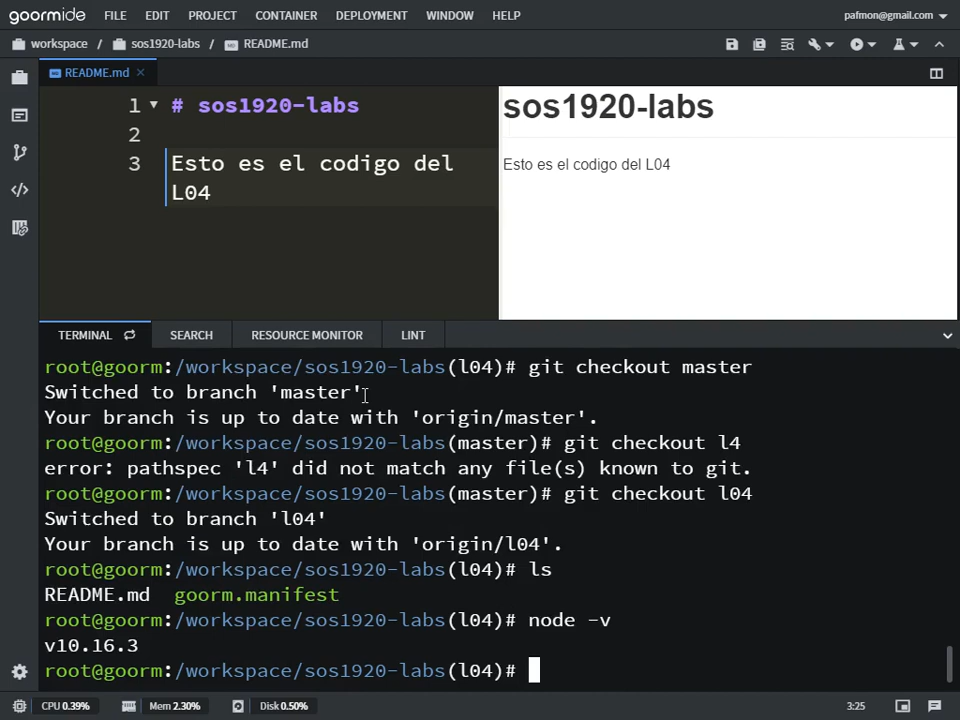 goormide FILE EDIT PROJECT CONTAINER DEPLOYMENT WINDOW HELP pafmon@gmail.com
workspace / sos1920-labs / README.md
README.md
1 # sos1920-labs
2
3 Esto es el codigo del
L04
sos1920-labs
Esto es el codigo del L04
TERMINAL SEARCH RESOURCE MONITOR LINT
root@goorm:/workspace/sos1920-labs(l04)# git checkout master
Switched to branch 'master'
Your branch is up to date with 'origin/master'.
root@goorm:/workspace/sos1920-labs(master)# git checkout l4
error: pathspec 'l4' did not match any file(s) known to git.
root@goorm:/workspace/sos1920-labs(master)# git checkout l04
Switched to branch 'l04'
Your branch is up to date with 'origin/l04'.
root@goorm:/workspace/sos1920-labs(l04)# ls
README.md goorm.manifest
root@goorm:/workspace/sos1920-labs(l04)# node -v
v10.16.3
root@goorm:/workspace/sos1920-labs(l04)#
CPU 0.39% Mem 2.30% Disk 0.50% 3:25